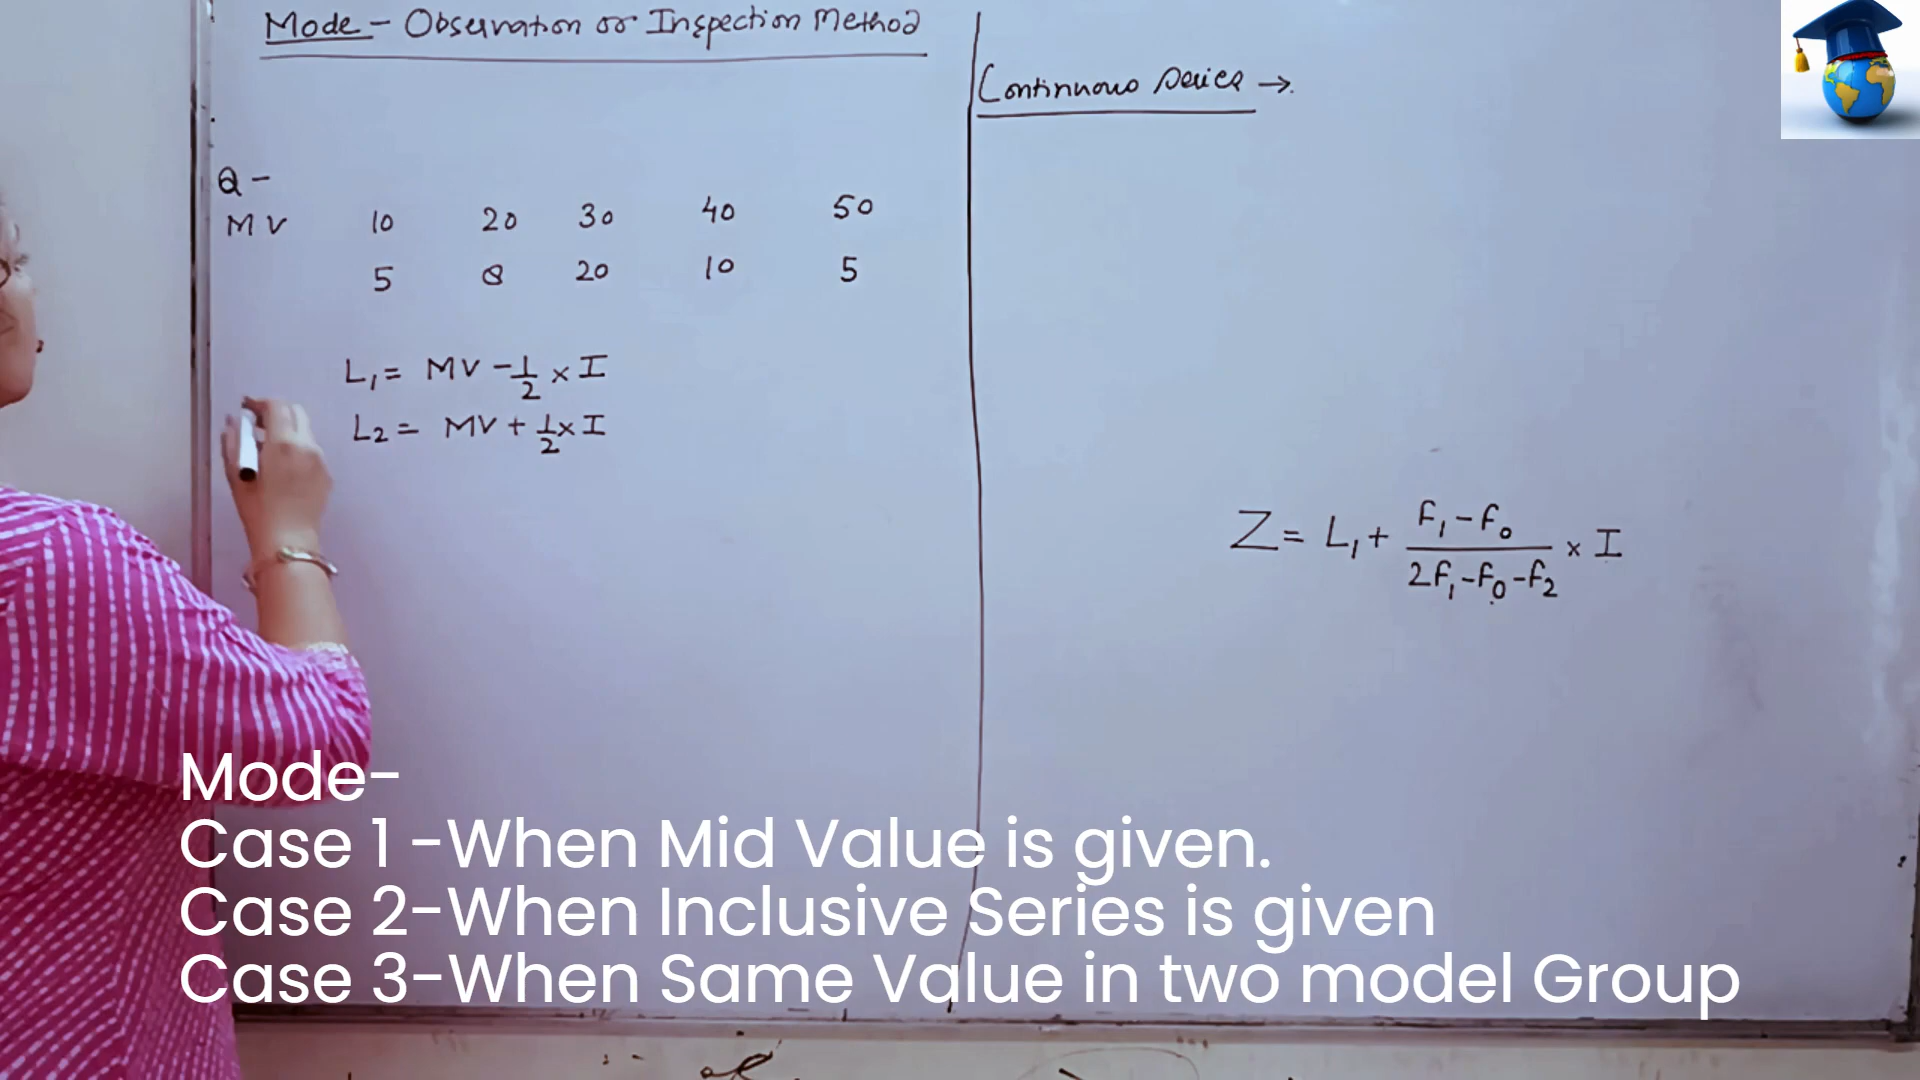 Mode - Observation or Inspection Method
Q -
MV 10 20 30 40 50
5 8 20 10 5
L₁ = MV - 1/2 × I
L₂ = MV + 1/2 × I
Continuous Series →
Z = L₁ + (f₁ - f₀)/(2f₁ - f₀ - f₂) × I
Mode-
Case 1 -When Mid Value is given.
Case 2-When Inclusive Series is given
Case 3-When Same Value in two model Group